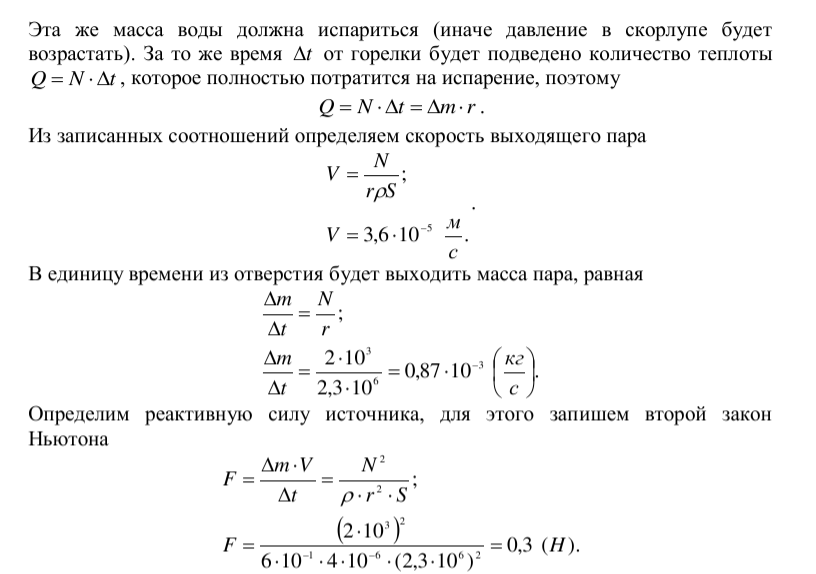 Эта же масса воды должна испариться (иначе давление в скорлупе будет
возрастать). За то же время Δt от горелки будет подведено количество теплоты
Q = N · Δt , которое полностью потратится на испарение, поэтому
Q = N · Δt = Δm · r .
Из записанных соотношений определяем скорость выходящего пара
V = N / rρS ;
.
V = 3,6 · 10⁻⁵ м / с .
В единицу времени из отверстия будет выходить масса пара, равная
Δm / Δt = N / r ;
Δm / Δt = 2 · 10³ / 2,3 · 10⁶ = 0,87 · 10⁻³ (кг / с).
Определим реактивную силу источника, для этого запишем второй закон
Ньютона
F = Δm · V / Δt = N² / ρ · r² · S ;
F = (2 · 10³)² / 6 · 10⁻¹ · 4 · 10⁻⁶ · (2,3 · 10⁶)² = 0,3 (Н).